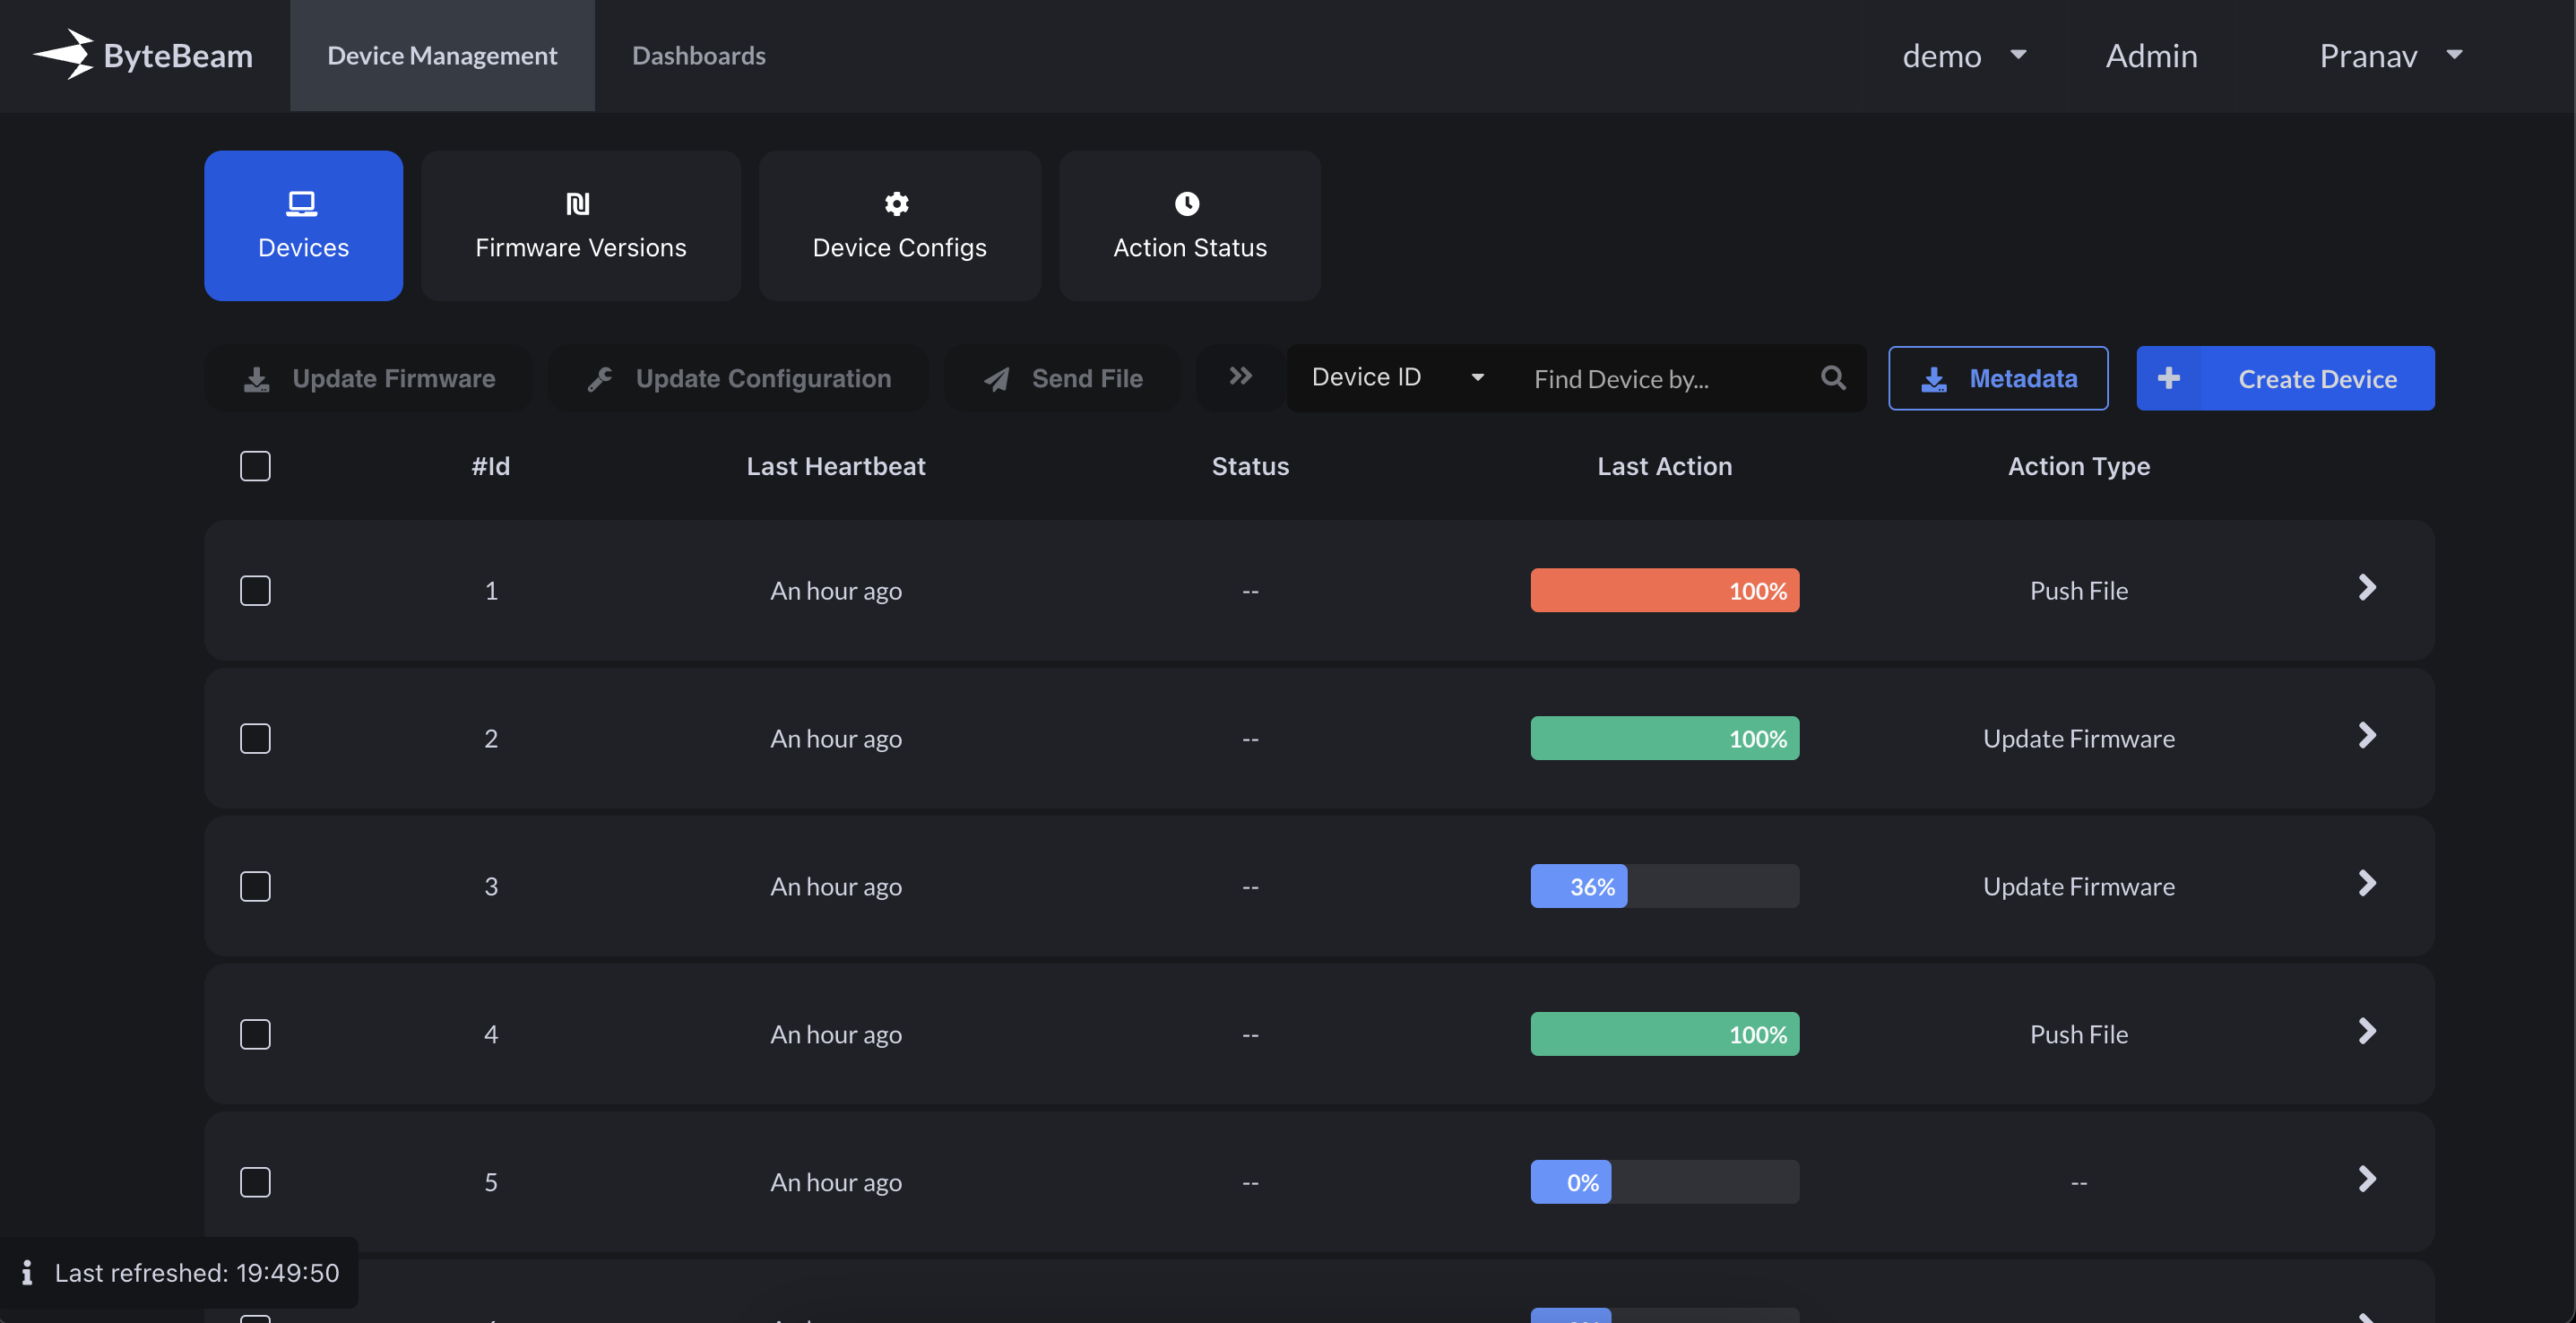 ByteBeam Device Management Dashboards demo Admin Pranav
Devices Firmware Versions Device Configs Action Status
Update Firmware Update Configuration Send File Device ID Find Device by... Metadata Create Device
#Id Last Heartbeat Status Last Action Action Type
1 An hour ago -- 100% Push File
2 An hour ago -- 100% Update Firmware
3 An hour ago -- 36% Update Firmware
4 An hour ago -- 100% Push File
5 An hour ago -- 0% --
Last refreshed: 19:49:50